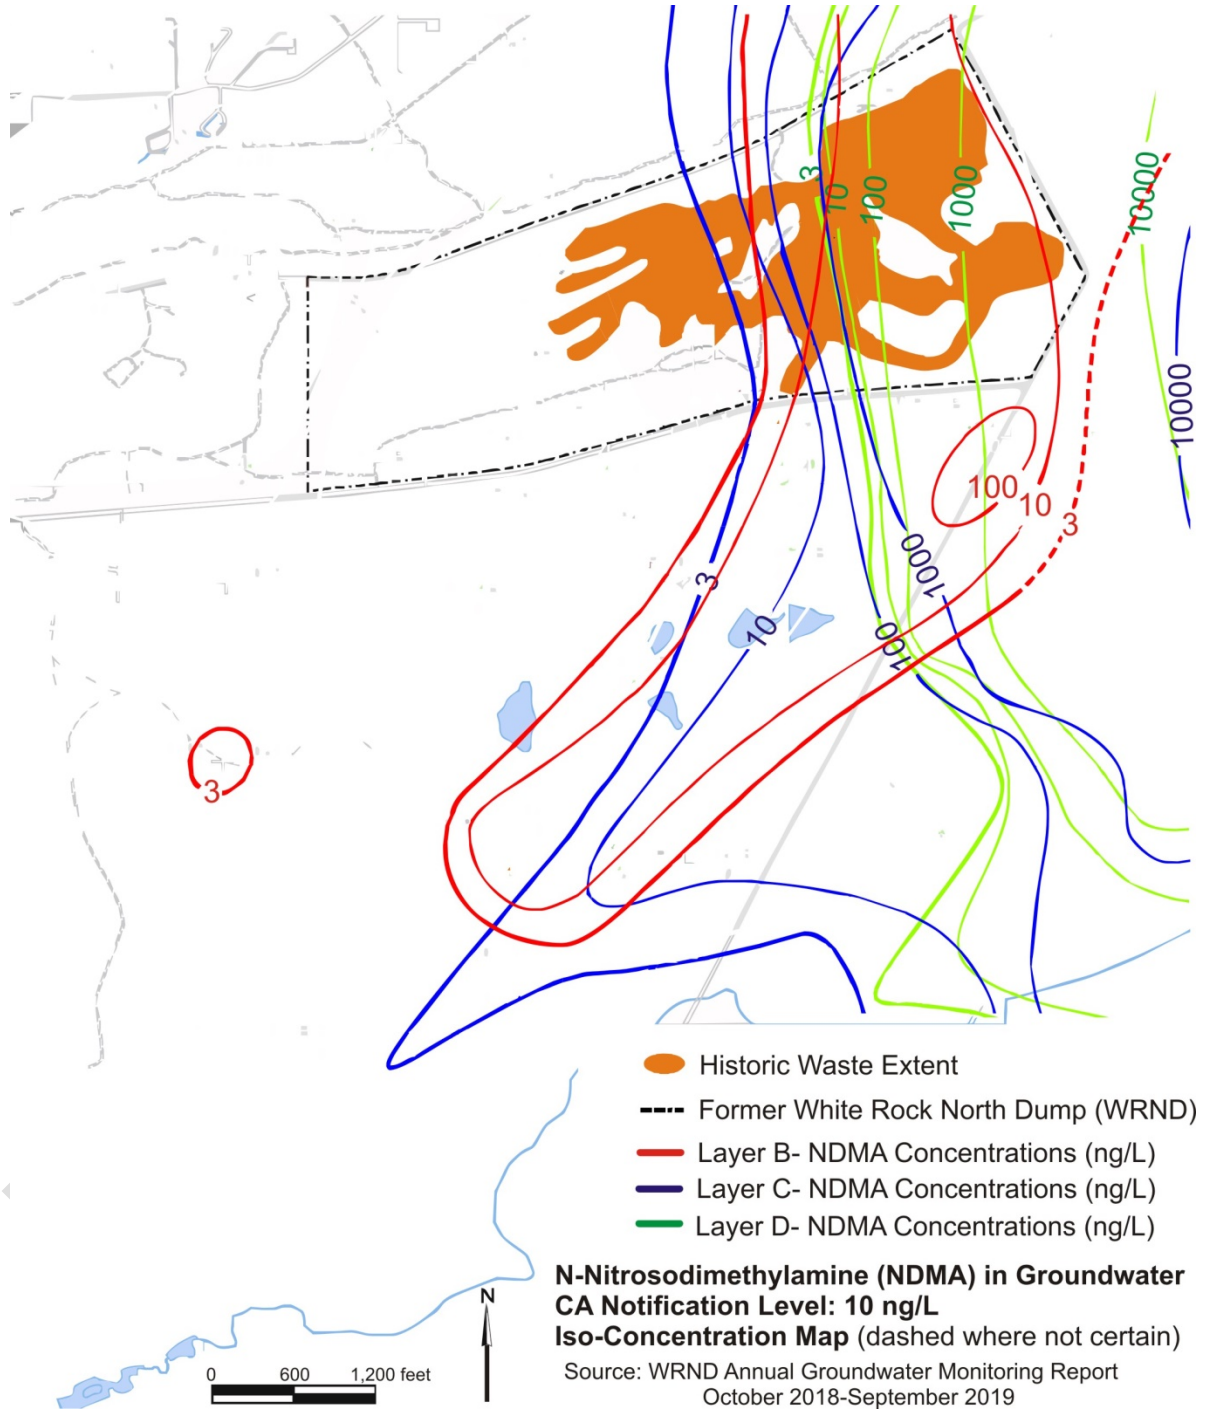 3
10
100
1000
10000
10000
100
10
3
1000
3
10
100
3
Historic Waste Extent
Former White Rock North Dump (WRND)
Layer B- NDMA Concentrations (ng/L)
Layer C- NDMA Concentrations (ng/L)
Layer D- NDMA Concentrations (ng/L)
N-Nitrosodimethylamine (NDMA) in Groundwater
CA Notification Level: 10 ng/L
Iso-Concentration Map (dashed where not certain)
Source: WRND Annual Groundwater Monitoring Report
October 2018-September 2019
N
0 600 1,200 feet